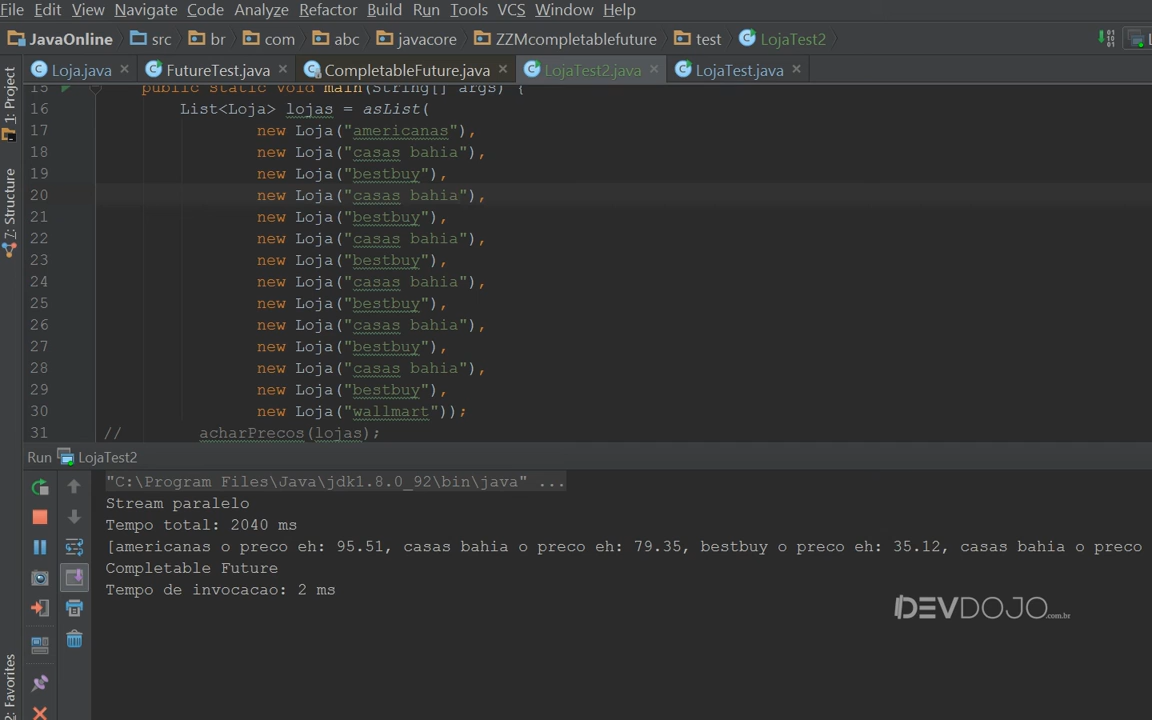 File Edit View Navigate Code Analyze Refactor Build Run Tools VCS Window Help
JavaOnline src br com abc javacore ZZMcompletablefuture test LojaTest2
Loja.java FutureTest.java CompletableFuture.java LojaTest2.java LojaTest.java
1: Project
7: Structure
2: Favorites
15 public static void main(String[] args) {
16 List<Loja> lojas = asList(
17 new Loja("americanas"),
18 new Loja("casas bahia"),
19 new Loja("bestbuy"),
20 new Loja("casas bahia"),
21 new Loja("bestbuy"),
22 new Loja("casas bahia"),
23 new Loja("bestbuy"),
24 new Loja("casas bahia"),
25 new Loja("bestbuy"),
26 new Loja("casas bahia"),
27 new Loja("bestbuy"),
28 new Loja("casas bahia"),
29 new Loja("bestbuy"),
30 new Loja("wallmart"));
31 // acharPrecos(lojas);
Run LojaTest2
"C:\Program Files\Java\jdk1.8.0_92\bin\java" ...
Stream paralelo
Tempo total: 2040 ms
[americanas o preco eh: 95.51, casas bahia o preco eh: 79.35, bestbuy o preco eh: 35.12, casas bahia o preco
Completable Future
Tempo de invocacao: 2 ms
DEVDOJO.com.br